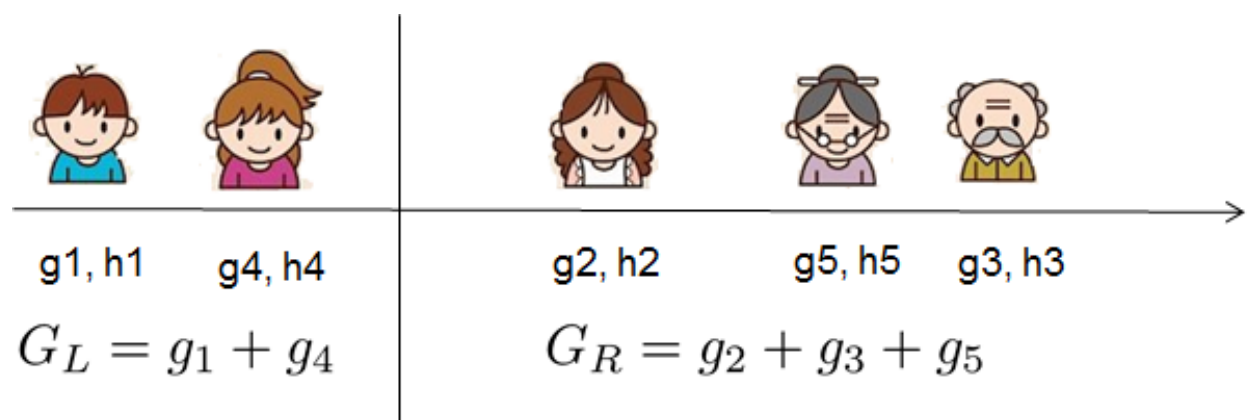 g1, h1 g4, h4 g2, h2 g5, h5 g3, h3
G_L = g_1 + g_4 G_R = g_2 + g_3 + g_5